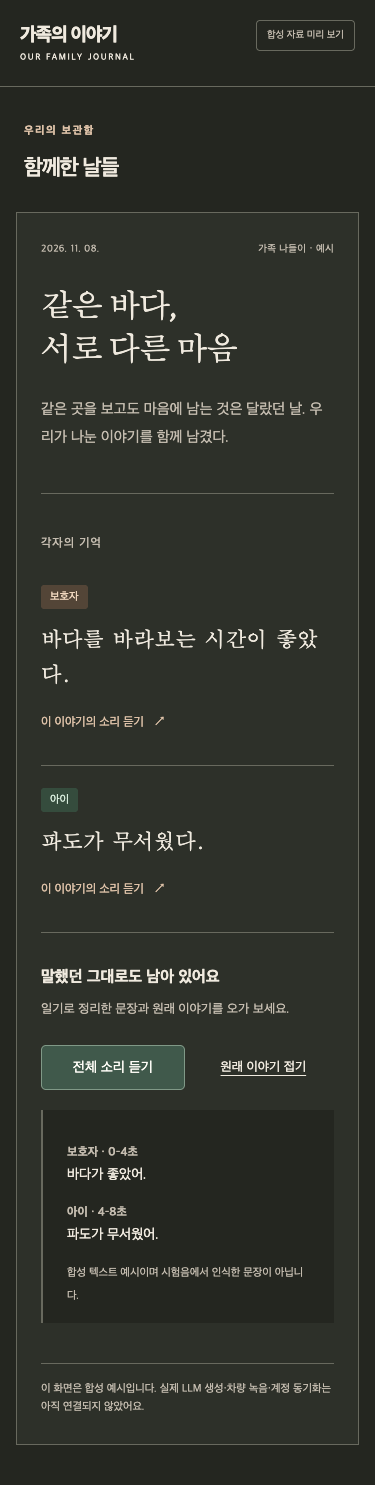 가족의 이야기
합성 자료 미리 보기
OUR FAMILY JOURNAL
우리의 보관함
함께한 날들
2026. 11. 08.
가족 나들이 · 예시
같은 바다,
서로 다른 마음
같은 곳을 보고도 마음에 남는 것은 달랐던 날. 우
리가 나눈 이야기를 함께 남겼다.
각자의 기억
보호자
바다를 바라보는 시간이 좋았
다.
이 이야기의 소리 듣기 ↗
아이
파도가 무서웠다.
이 이야기의 소리 듣기 ↗
말했던 그대로도 남아 있어요
일기로 정리한 문장과 원래 이야기를 오가 보세요.
전체 소리 듣기
원래 이야기 접기
보호자 · 0-4초
바다가 좋았어.
아이 · 4-8초
파도가 무서웠어.
합성 텍스트 예시이며 시험음에서 인식한 문장이 아닙니
다.
이 화면은 합성 예시입니다. 실제 LLM 생성·차량 녹음·계정 동기화는
아직 연결되지 않았어요.